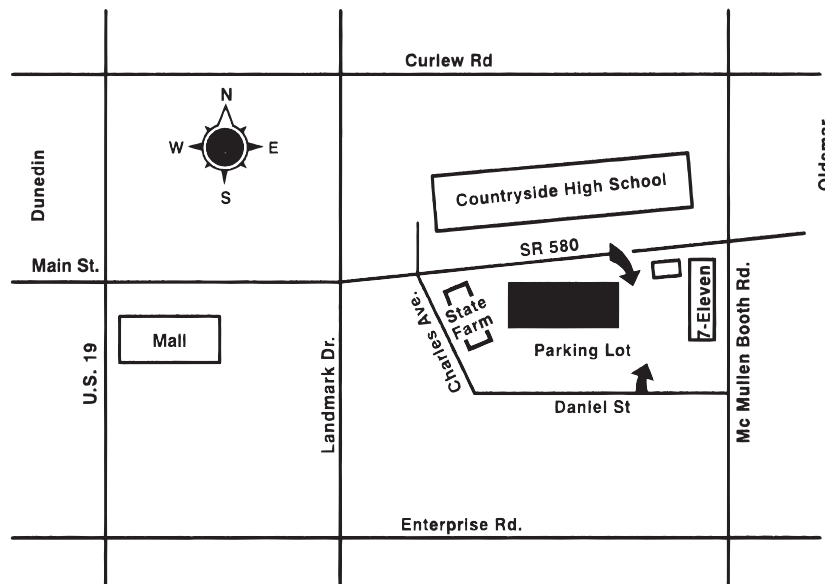 Curlew Rd
N
W
E
S
Dunedin
Countryside High School
SR 580
Main St.
Mall
U.S. 19
Landmark Dr.
Charles Ave.
State
Farm
7-Eleven
Parking Lot
Mc Mullen Booth Rd.
Daniel St
Enterprise Rd.